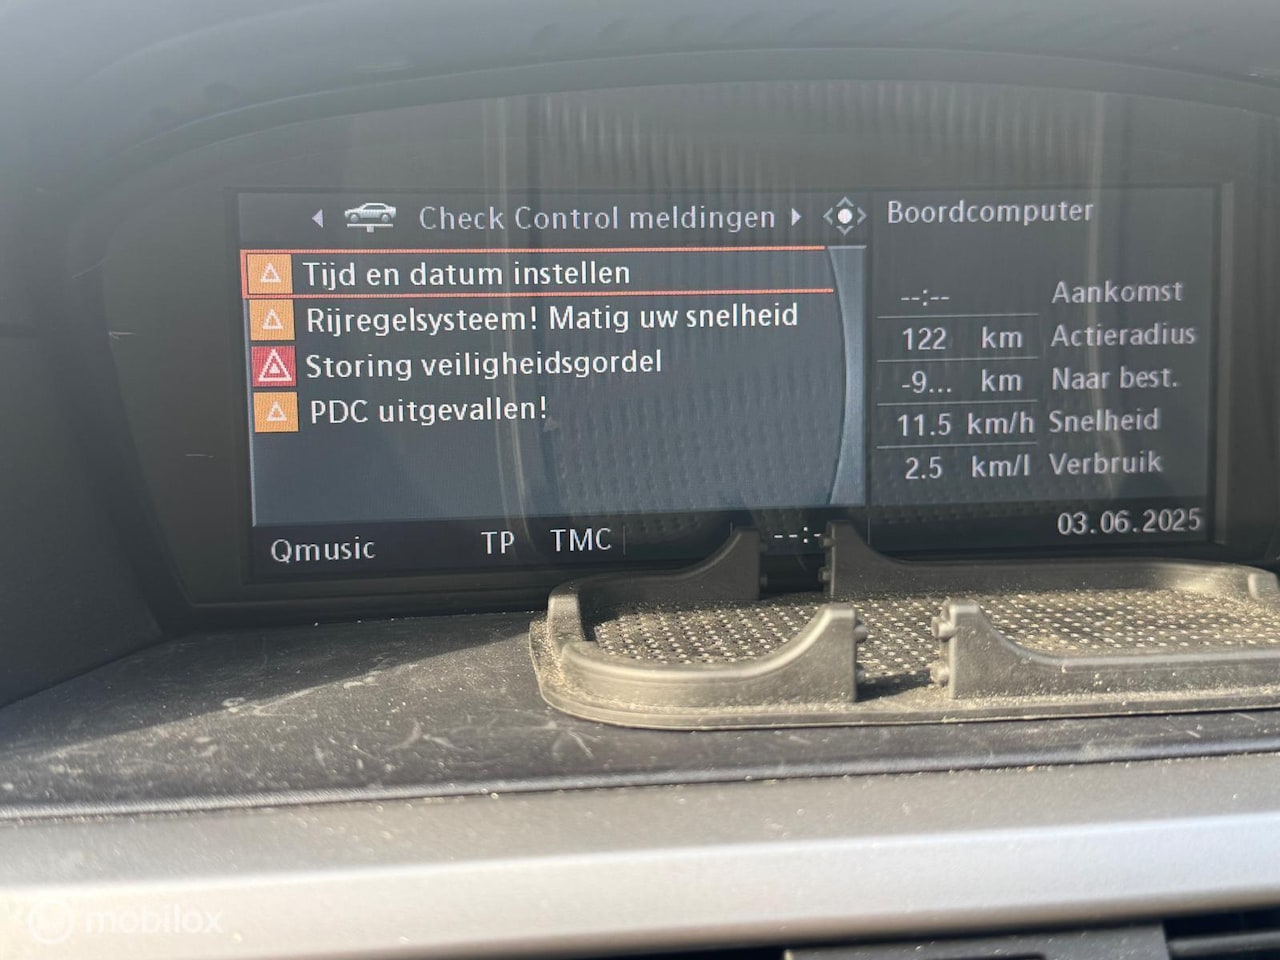 Check Control meldingen
Tijd en datum instellen
Rijregelsysteem! Matig uw snelheid
Storing veiligheidsgordel
PDC uitgevallen!
Boordcomputer
--:-- Aankomst
122 km Actieradius
-9... km Naar best.
11.5 km/h Snelheid
2.5 km/l Verbruik
Qmusic TP TMC --:- 03.06.2025
mobilox